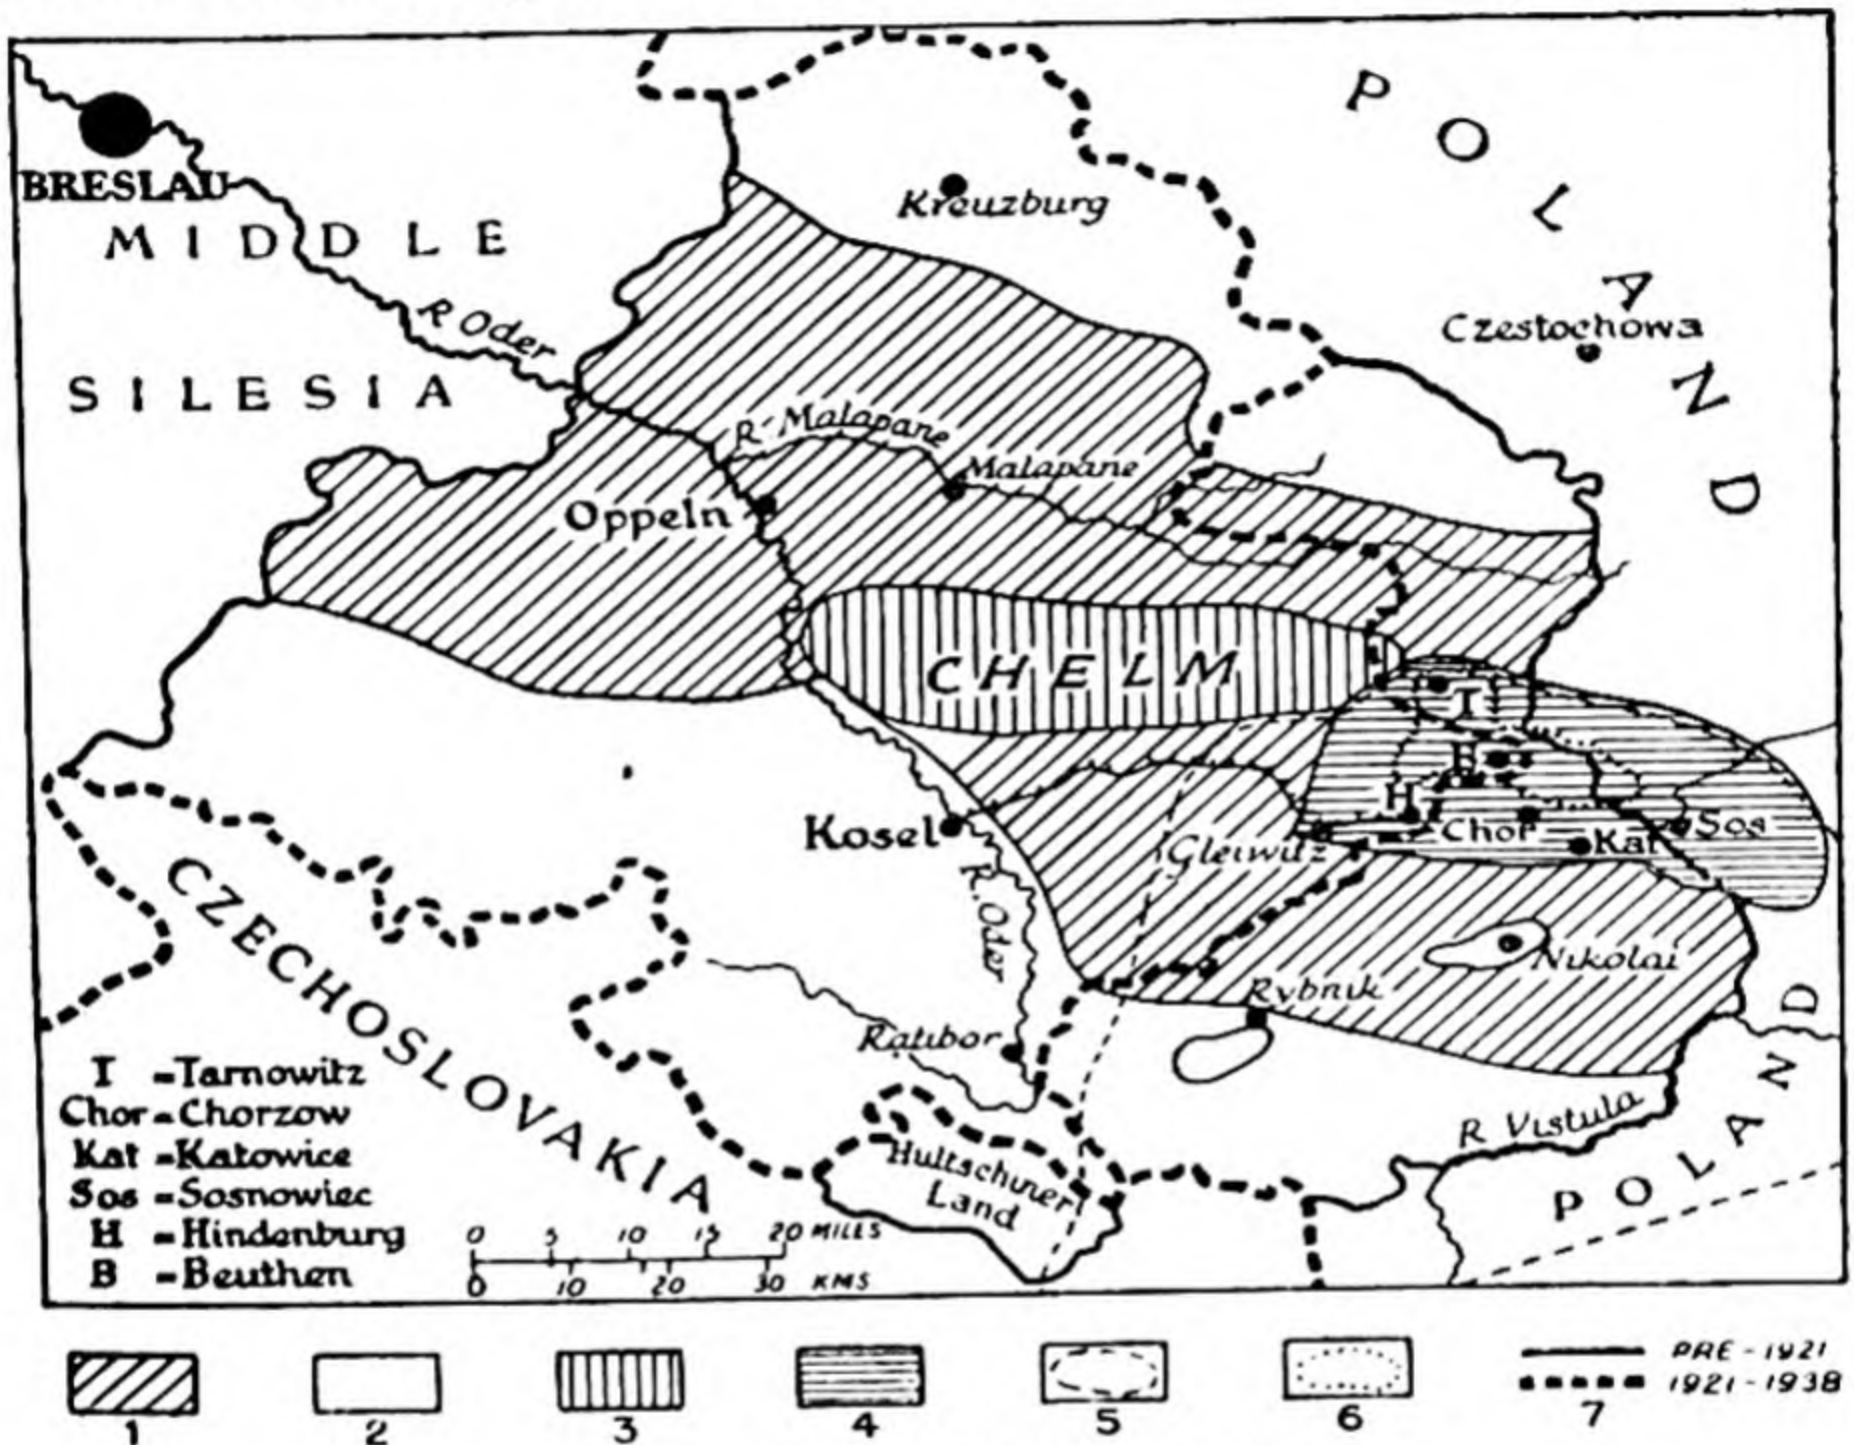 POLAND
BRESLAU
Kreuzburg
MIDDLE
R Oder
Czestochowa
SILESIA
R. Malapane
Malapane
Oppeln
CHELM
T
B
H
Chor
Kat
Sos
Kosel
Gleiwitz
CZECHOSLOVAKIA
R. Oder
Nikolai
Rybnik
Ratibor
R Vistula
POLAND
Hultschiner
Land
T = Tarnowitz
Chor = Chorzow
Kat = Katowice
Sos = Sosnowiec
H = Hindenburg
B = Beuthen
0 5 10 15 20 MILES
0 10 20 30 KMS
PRE-1921
1921-1938
1 2 3 4 5 6 7